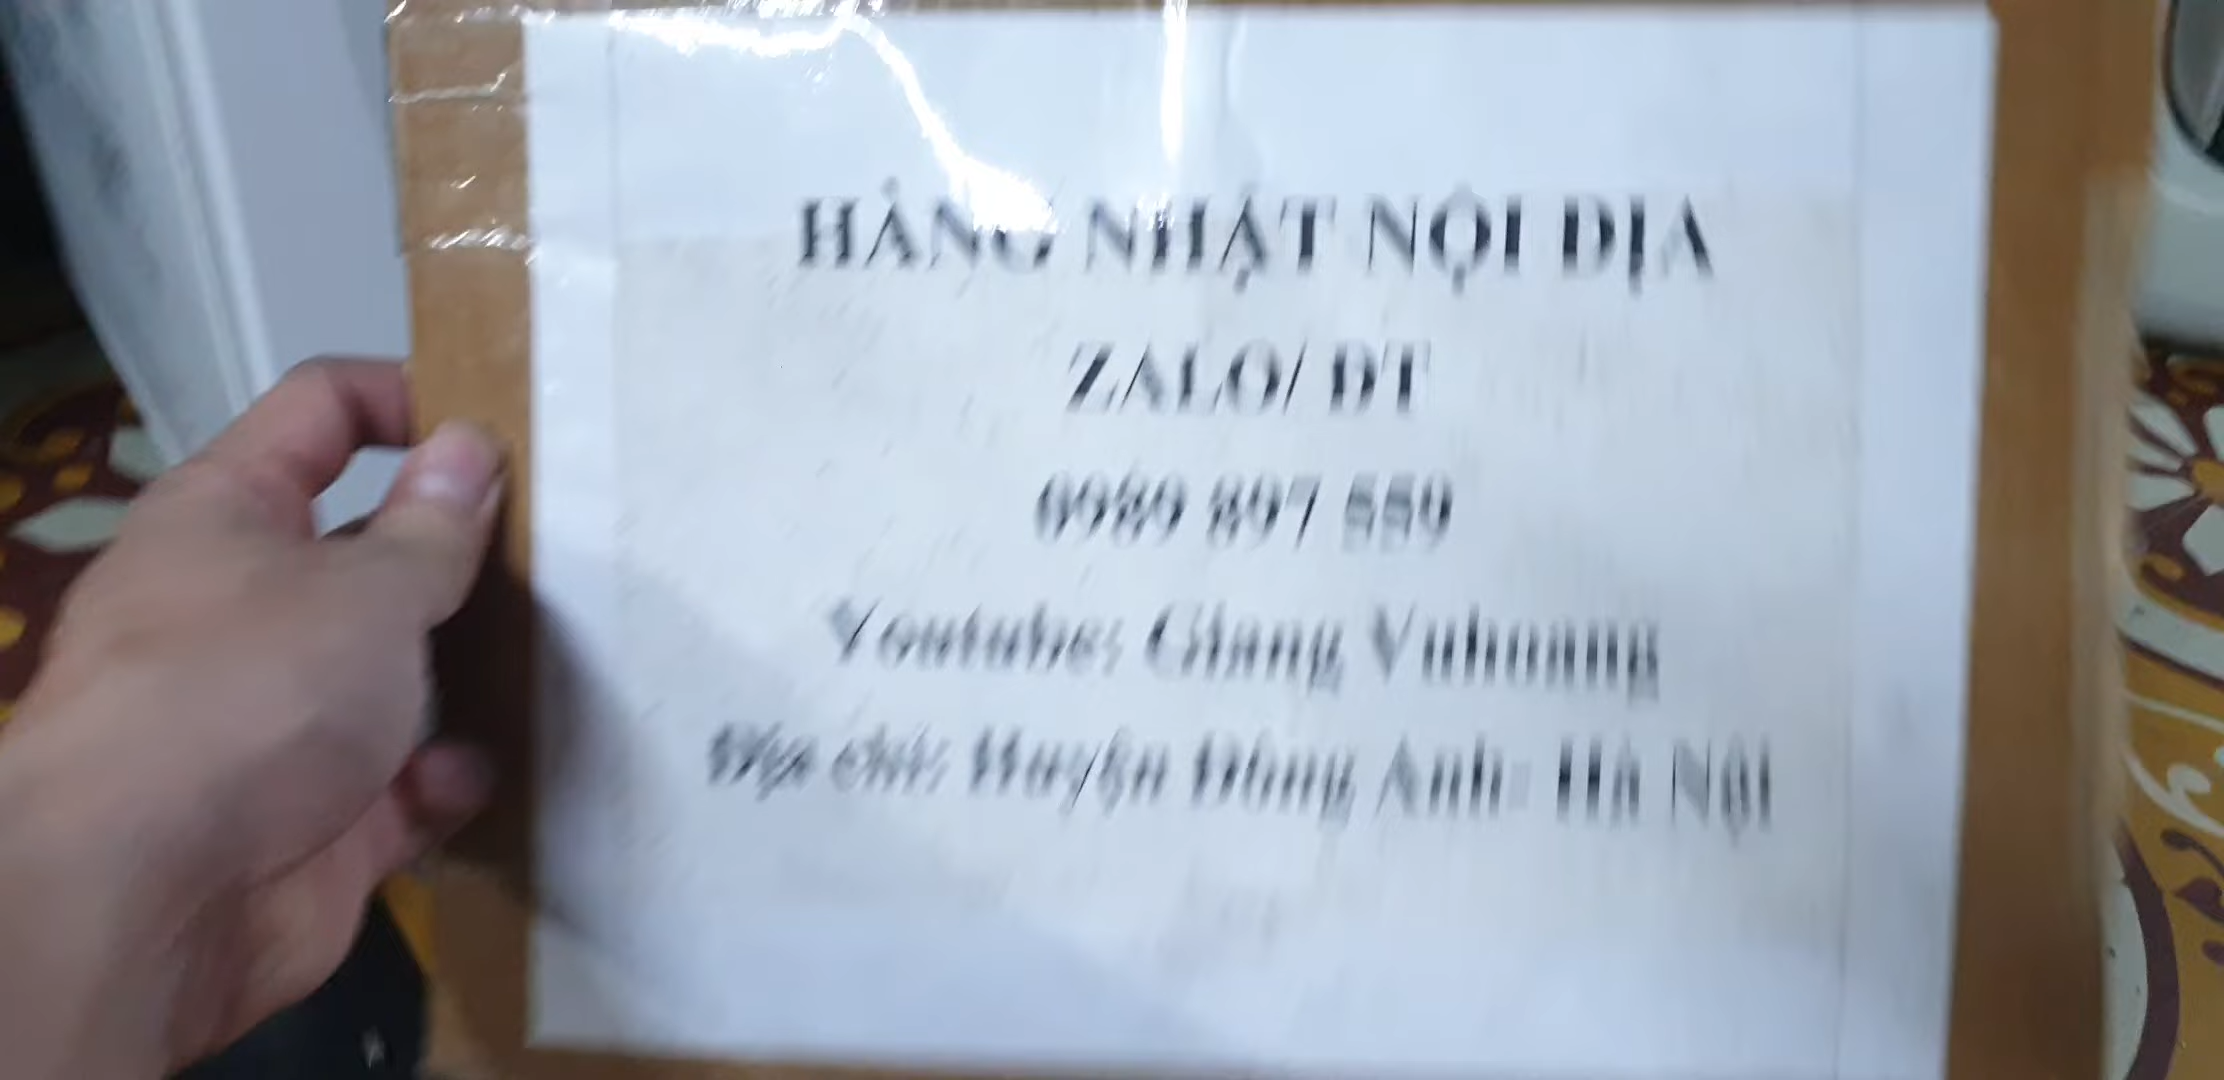 HÀNG NHẬT NỘI ĐỊA
ZALO/ ĐT
0989 897 559
Youtube: Giang Vuhoang
Địa chỉ: Huyện Đông Anh- Hà Nội